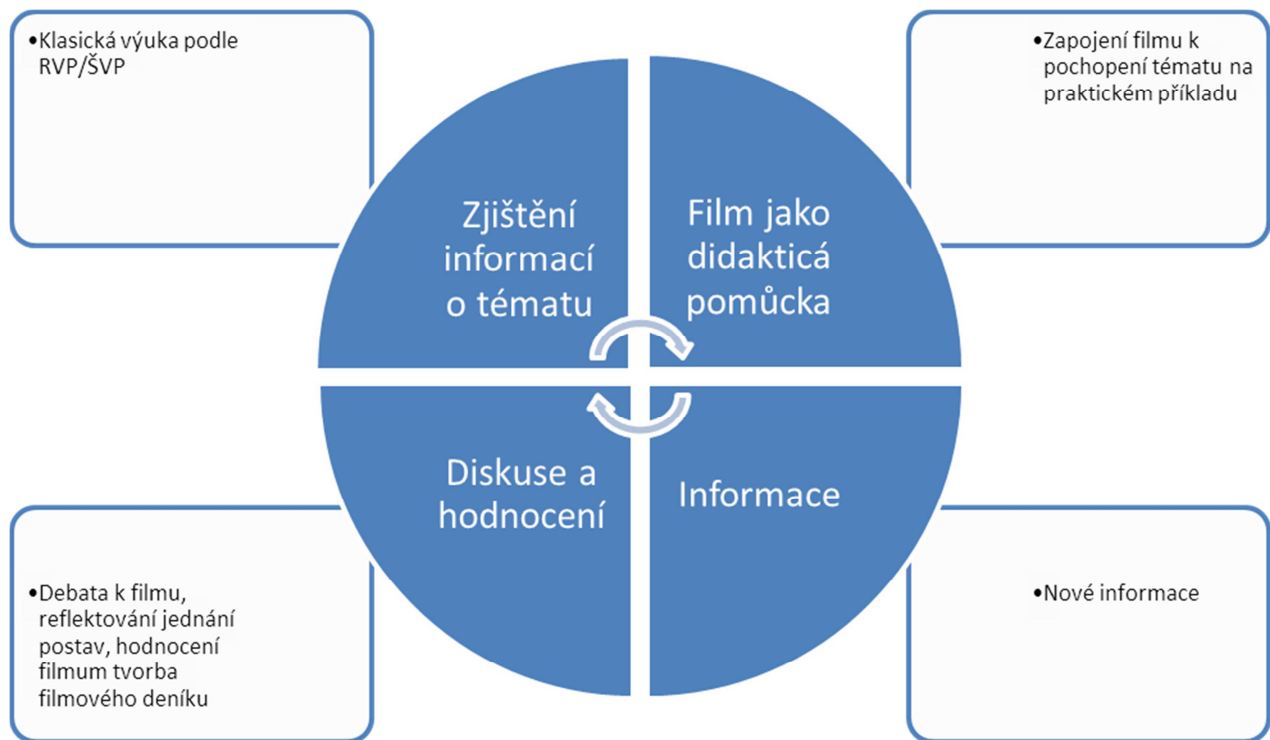 •Klasická výuka podle
RVP/ŠVP
•Zapojení filmu k
pochopení tématu na
praktickém příkladu
Zjištění
informací
o tématu
Film jako
didaktická
pomůcka
Diskuse a
hodnocení
Informace
•Debata k filmu,
reflektování jednání
postav, hodnocení
filmum tvorba
filmového deníku
•Nové informace